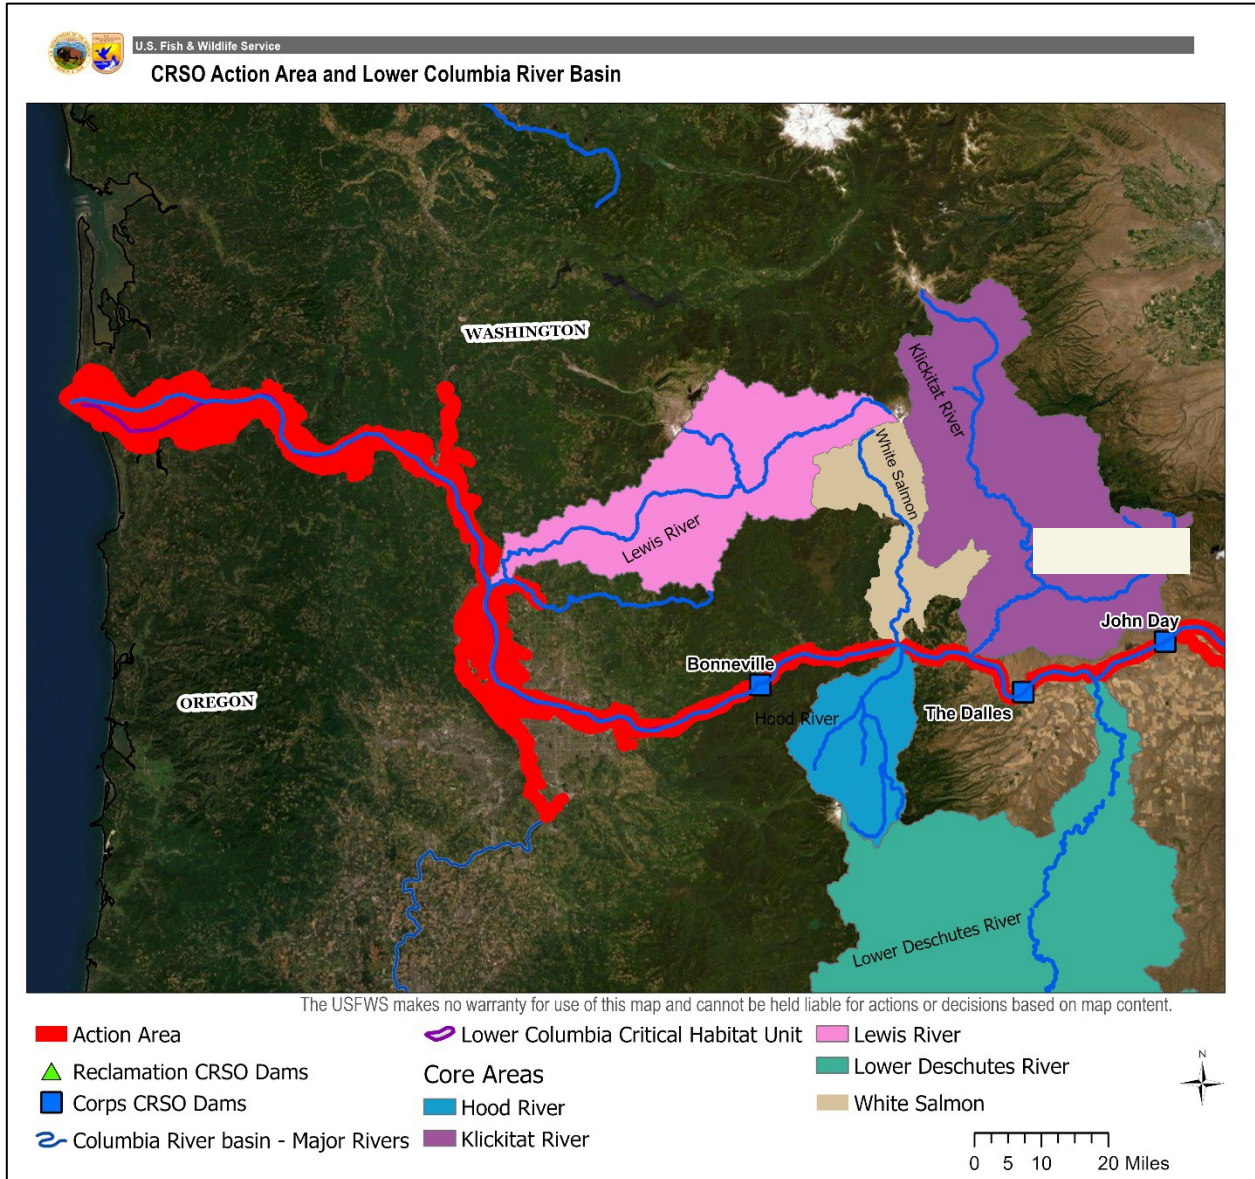 U.S. Fish & Wildlife Service
CRSO Action Area and Lower Columbia River Basin
WASHINGTON
Klickitat River
White Salmon
Lewis River
John Day
Bonneville
OREGON
The Dalles
Hood River
Lower Deschutes River
The USFWS makes no warranty for use of this map and cannot be held liable for actions or decisions based on map content.
Action Area
Reclamation CRSO Dams
Corps CRSO Dams
Columbia River basin - Major Rivers
Lower Columbia Critical Habitat Unit
Core Areas
Hood River
Klickitat River
Lewis River
Lower Deschutes River
White Salmon
N
0 5 10 20 Miles